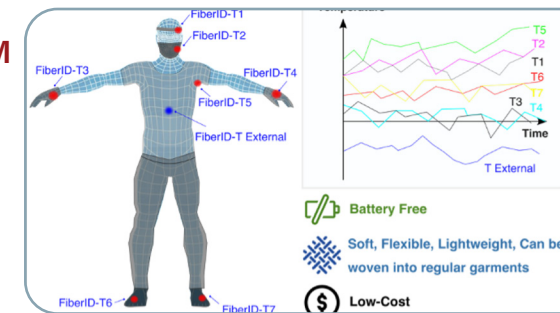 M
FiberID-T1
FiberID-T2
FiberID-T3
FiberID-T4
FiberID-T5
FiberID-T External
FiberID-T6
FiberID-T7
Temperature
T5
T2
T1
T6
T7
T3
T4
Time
T External
Battery Free
Soft, Flexible, Lightweight, Can be
woven into regular garments
$ Low-Cost